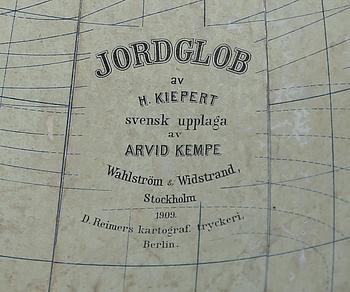 JORDGLOB
av
H. KIEPERT
svensk upplaga
av
ARVID KEMPE
Wahlström & Widstrand,
Stockholm
1909.
D. Reimers kartograf. tryckeri.
Berlin.